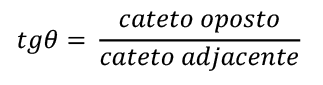 tgθ = cateto oposto / cateto adjacente